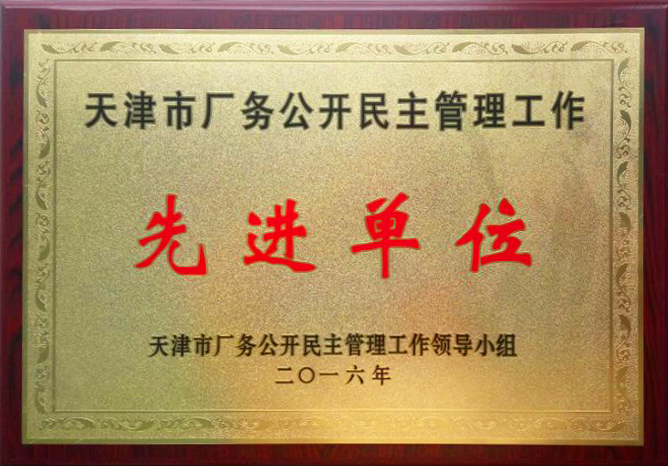 天津市厂务公开民主管理工作
先进单位
天津市厂务公开民主管理工作领导小组
二〇一六年